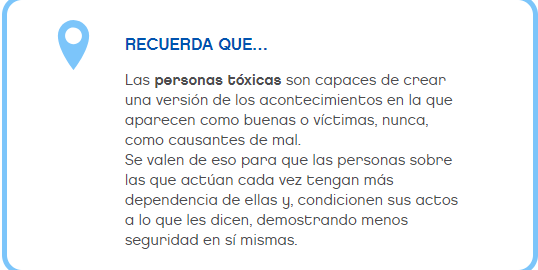 RECUERDA QUE...
Las personas tóxicas son capaces de crear
una versión de los acontecimientos en la que
aparecen como buenas o víctimas, nunca,
como causantes de mal.
Se valen de eso para que las personas sobre
las que actúan cada vez tengan más
dependencia de ellas y, condicionen sus actos
a lo que les dicen, demostrando menos
seguridad en sí mismas.